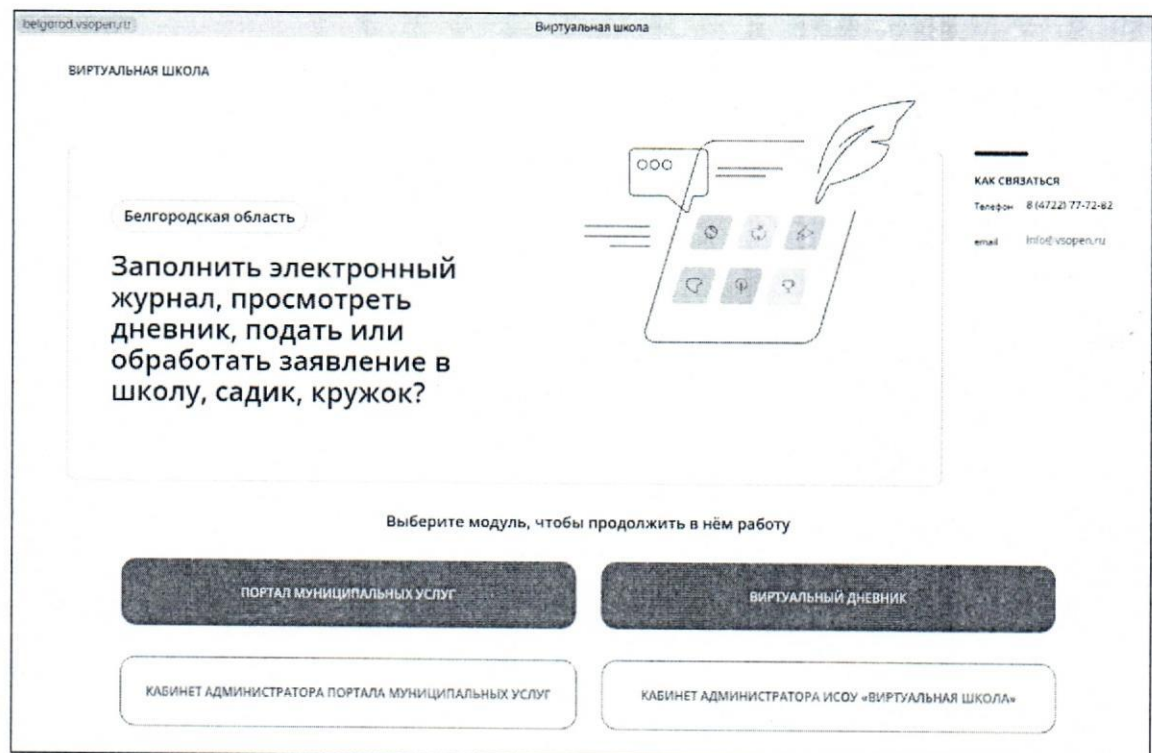 belgorod.vsopen.ru
Виртуальная школа
ВИРТУАЛЬНАЯ ШКОЛА
Белгородская область
Заполнить электронный
журнал, просмотреть
дневник, подать или
обработать заявление в
школу, садик, кружок?
КАК СВЯЗАТЬСЯ
Телефон 8 (4722) 77-72-82
email info@vsopen.ru
Выберите модуль, чтобы продолжить в нём работу
ПОРТАЛ МУНИЦИПАЛЬНЫХ УСЛУГ
ВИРТУАЛЬНЫЙ ДНЕВНИК
КАБИНЕТ АДМИНИСТРАТОРА ПОРТАЛА МУНИЦИПАЛЬНЫХ УСЛУГ
КАБИНЕТ АДМИНИСТРАТОРА ИСОУ «ВИРТУАЛЬНАЯ ШКОЛА»